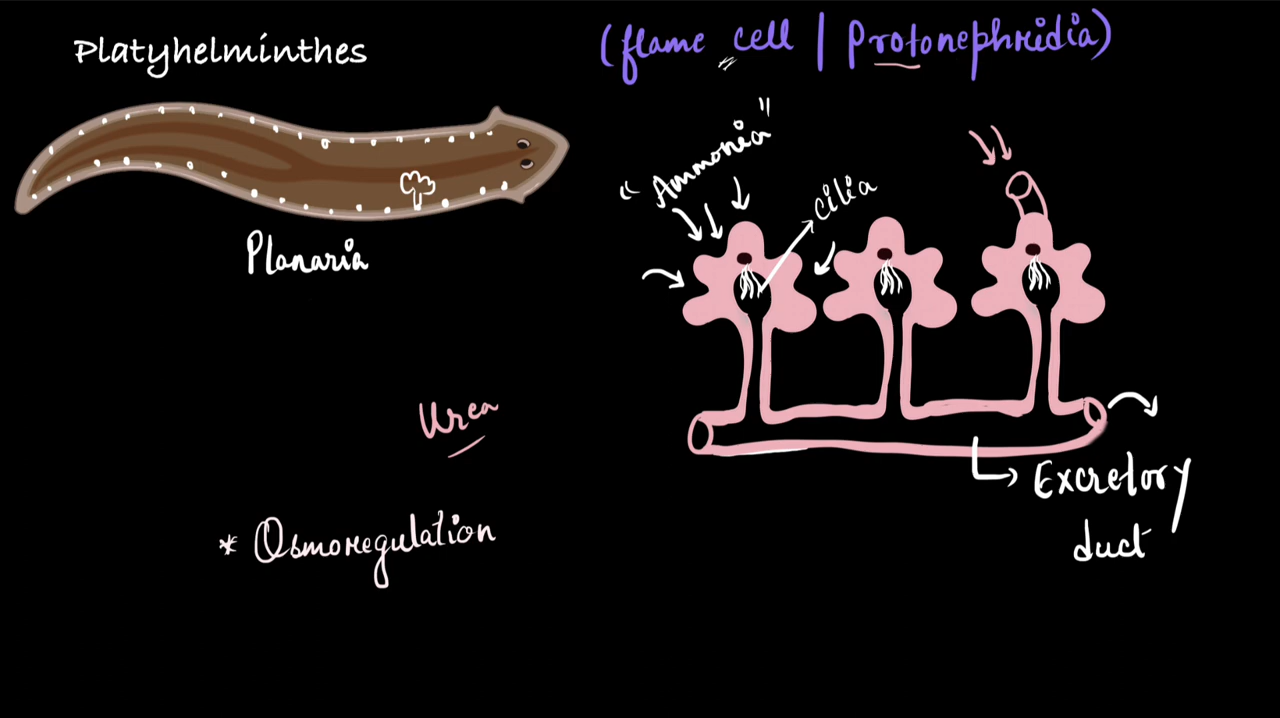 Platyhelminthes
(flame cell | Protonephridia)
"Ammonia"
Cilia
Planaria
Urea
Excretory
duct
* Osmoregulation